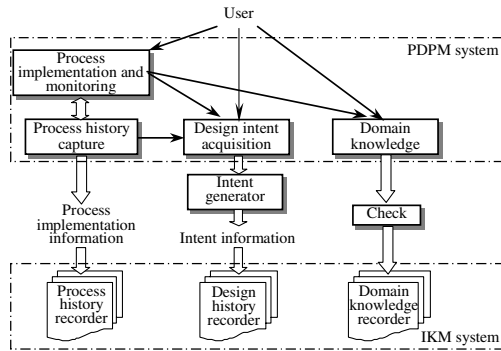 User
PDPM system
Process
implementation and
monitoring
Process history
capture
Design intent
acquisition
Domain
knowledge
Intent
generator
Process
implementation
information
Intent information
Check
Process
history
recorder
Design
history
recorder
Domain
knowledge
recorder
IKM system